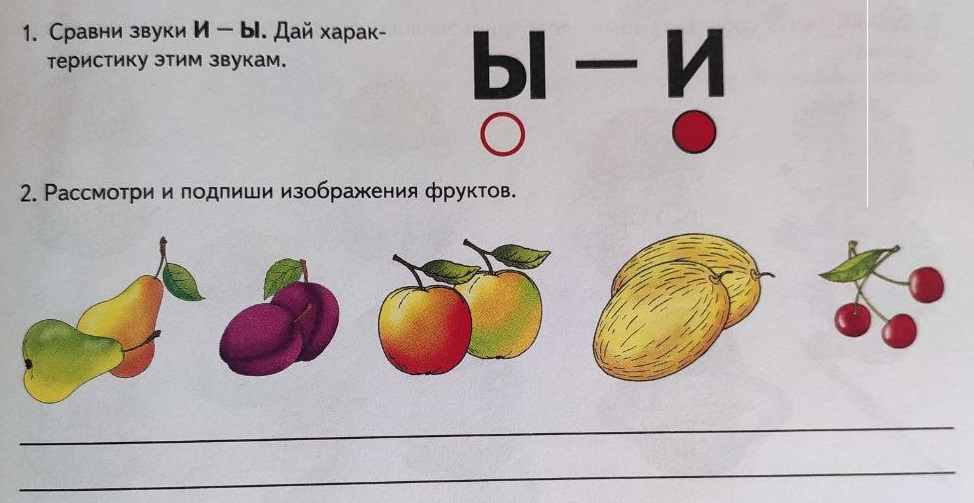 1. Сравни звуки И – Ы. Дай харак-
теристику этим звукам.
Ы – И
2. Рассмотри и подпиши изображения фруктов.